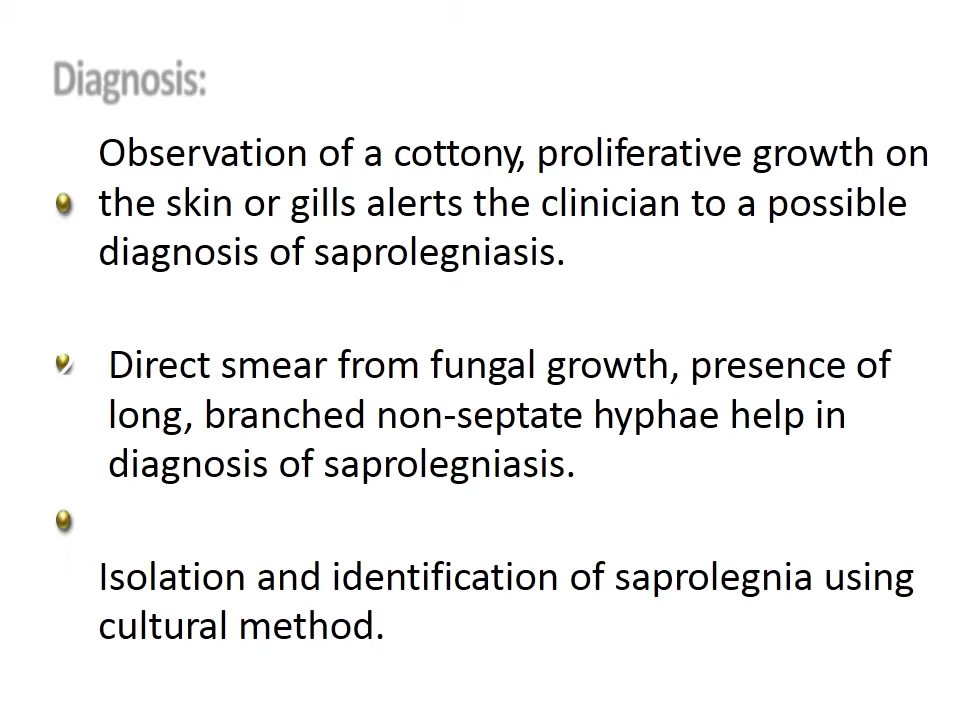 Diagnosis:
Observation of a cottony, proliferative growth on
the skin or gills alerts the clinician to a possible
diagnosis of saprolegniasis.
Direct smear from fungal growth, presence of
long, branched non-septate hyphae help in
diagnosis of saprolegniasis.
Isolation and identification of saprolegnia using
cultural method.